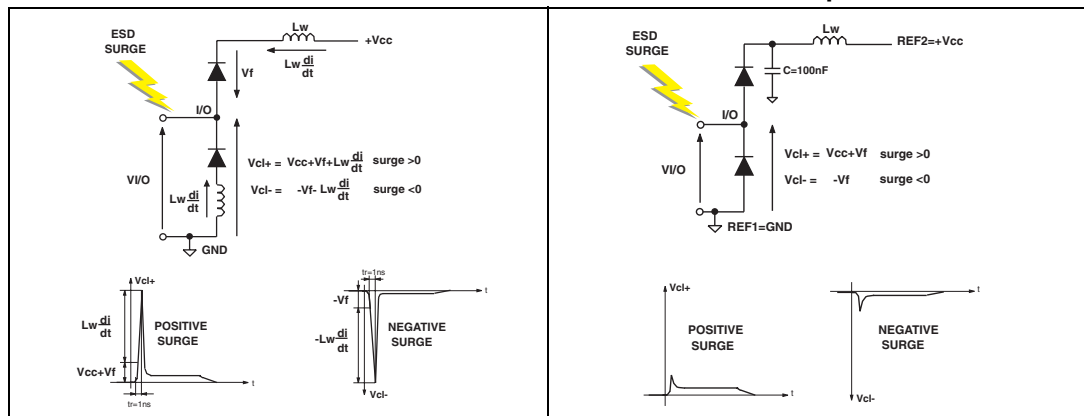 ESD
SURGE
Lw
+Vcc
Lw di/dt
Vf
I/O
VI/O
Vcl+ = Vcc+Vf+Lw di/dt surge >0
Vcl- = -Vf- Lw di/dt surge <0
Lw di/dt
GND
Vcl+
Lw di/dt
POSITIVE
SURGE
Vcc+Vf
t
tr=1ns
tr=1ns
t
-Vf
-Lw di/dt
NEGATIVE
SURGE
Vcl-
ESD
SURGE
Lw
REF2=+Vcc
C=100nF
I/O
VI/O
Vcl+ = Vcc+Vf surge >0
Vcl- = -Vf surge <0
REF1=GND
Vcl+
POSITIVE
SURGE
t
t
NEGATIVE
SURGE
Vcl-